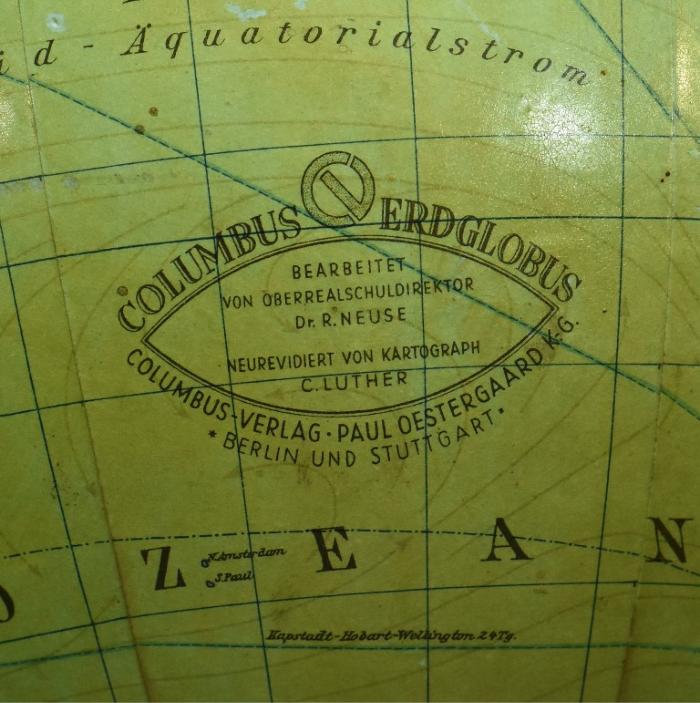 d - Äquatorialstrom
COLUMBUS ERDGLOBUS
BEARBEITET
VON OBERREALSCHULDIREKTOR
Dr. R. NEUSE
NEUREVIDIERT VON KARTOGRAPH
C. LUTHER
COLUMBUS-VERLAG · PAUL OESTERGAARD K.-G.
* BERLIN UND STUTTGART *
O Z E A N
N. Amsterdam
S. Paul
Kapstadt-Hobart-Wellington 24 Tg.